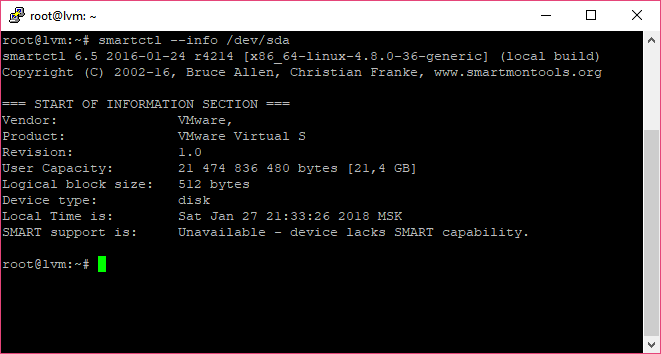 root@lvm: ~
root@lvm:~# smartctl --info /dev/sda
smartctl 6.5 2016-01-24 r4214 [x86_64-linux-4.8.0-36-generic] (local build)
Copyright (C) 2002-16, Bruce Allen, Christian Franke, www.smartmontools.org

=== START OF INFORMATION SECTION ===
Vendor:               VMware,
Product:              VMware Virtual S
Revision:             1.0
User Capacity:        21 474 836 480 bytes [21,4 GB]
Logical block size:   512 bytes
Device type:          disk
Local Time is:        Sat Jan 27 21:33:26 2018 MSK
SMART support is:     Unavailable - device lacks SMART capability.

root@lvm:~#